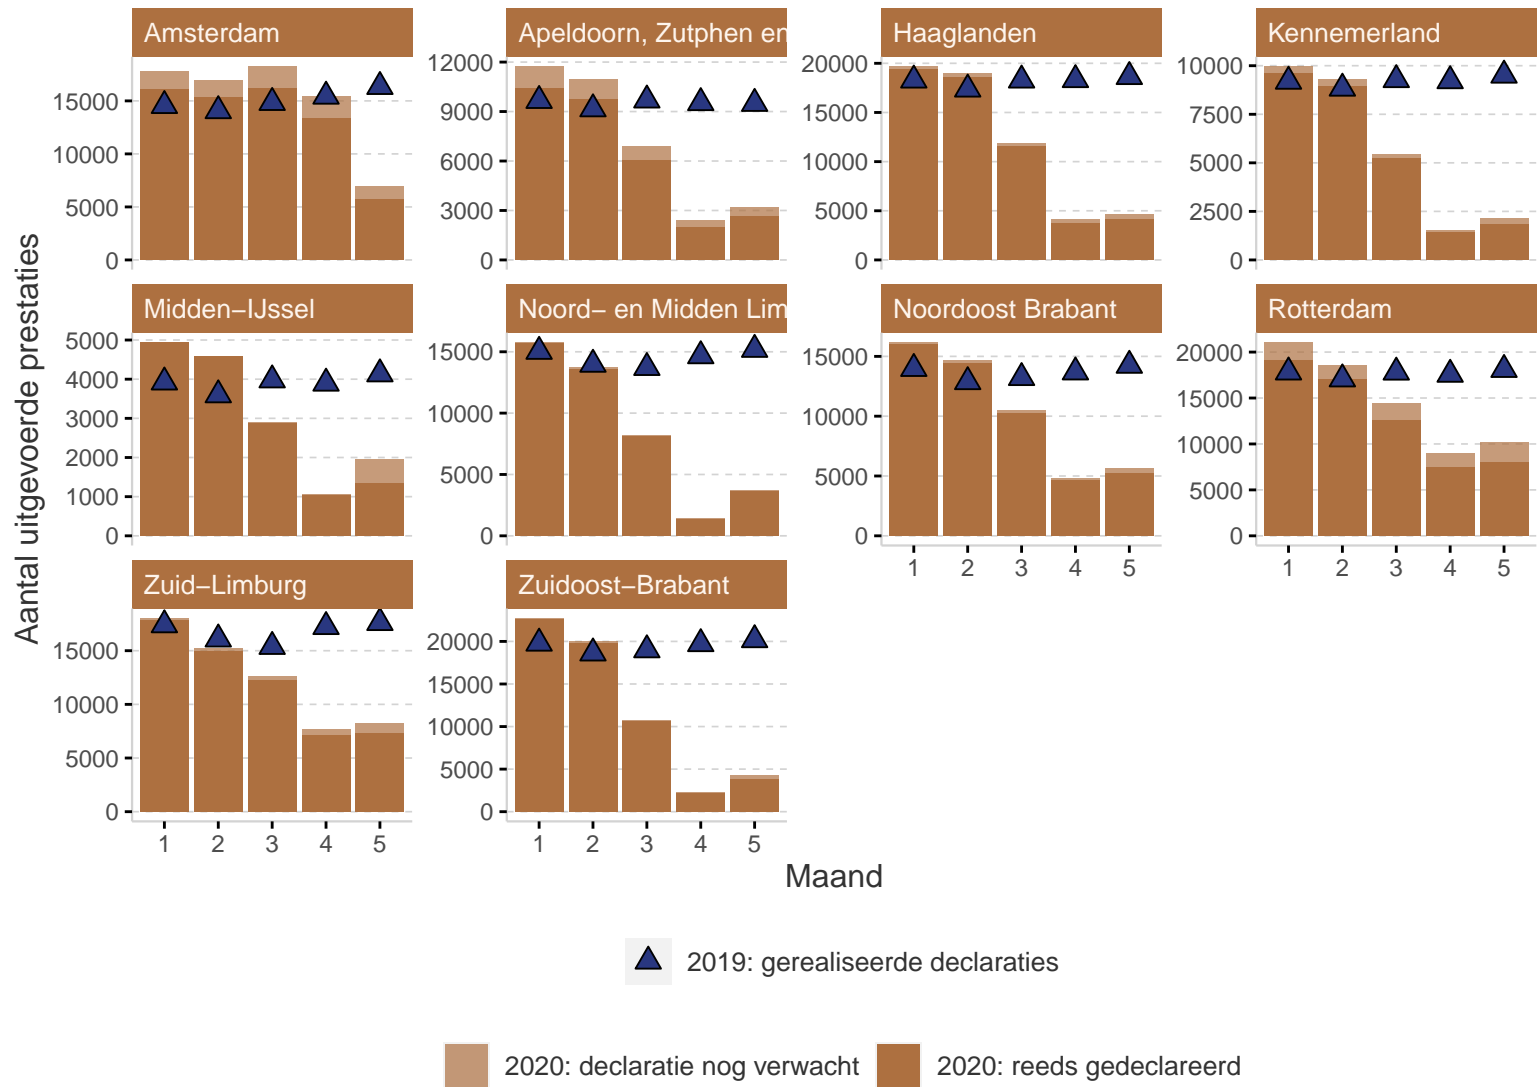 Amsterdam
Apeldoorn, Zutphen en
Haaglanden
Kennemerland
15000
10000
5000
0
12000
9000
6000
3000
0
20000
15000
10000
5000
0
10000
7500
5000
2500
0
Midden−IJssel
Noord− en Midden Lim
Noordoost Brabant
Rotterdam
5000
4000
3000
2000
1000
0
15000
10000
5000
0
15000
10000
5000
0
1 2 3 4 5
20000
15000
10000
5000
0
1 2 3 4 5
Zuid−Limburg
Zuidoost−Brabant
15000
10000
5000
0
1 2 3 4 5
20000
15000
10000
5000
0
1 2 3 4 5
Aantal uitgevoerde prestaties
Maand
2019: gerealiseerde declaraties
2020: declaratie nog verwacht
2020: reeds gedeclareerd